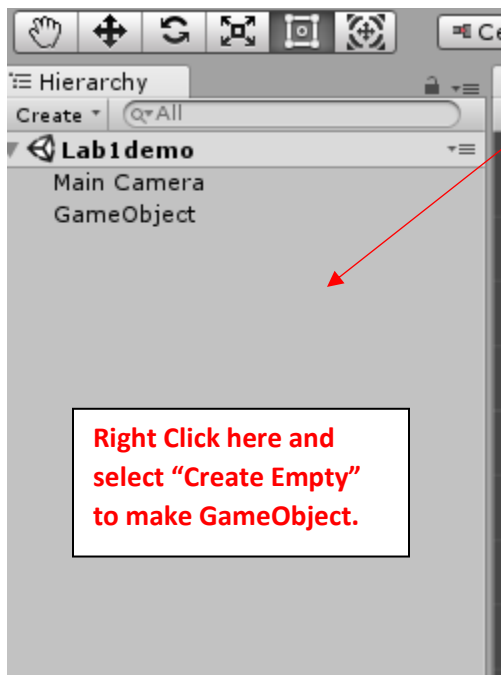 Ce
Hierarchy
Create
All
Lab1demo
Main Camera
GameObject
Right Click here and
select “Create Empty”
to make GameObject.